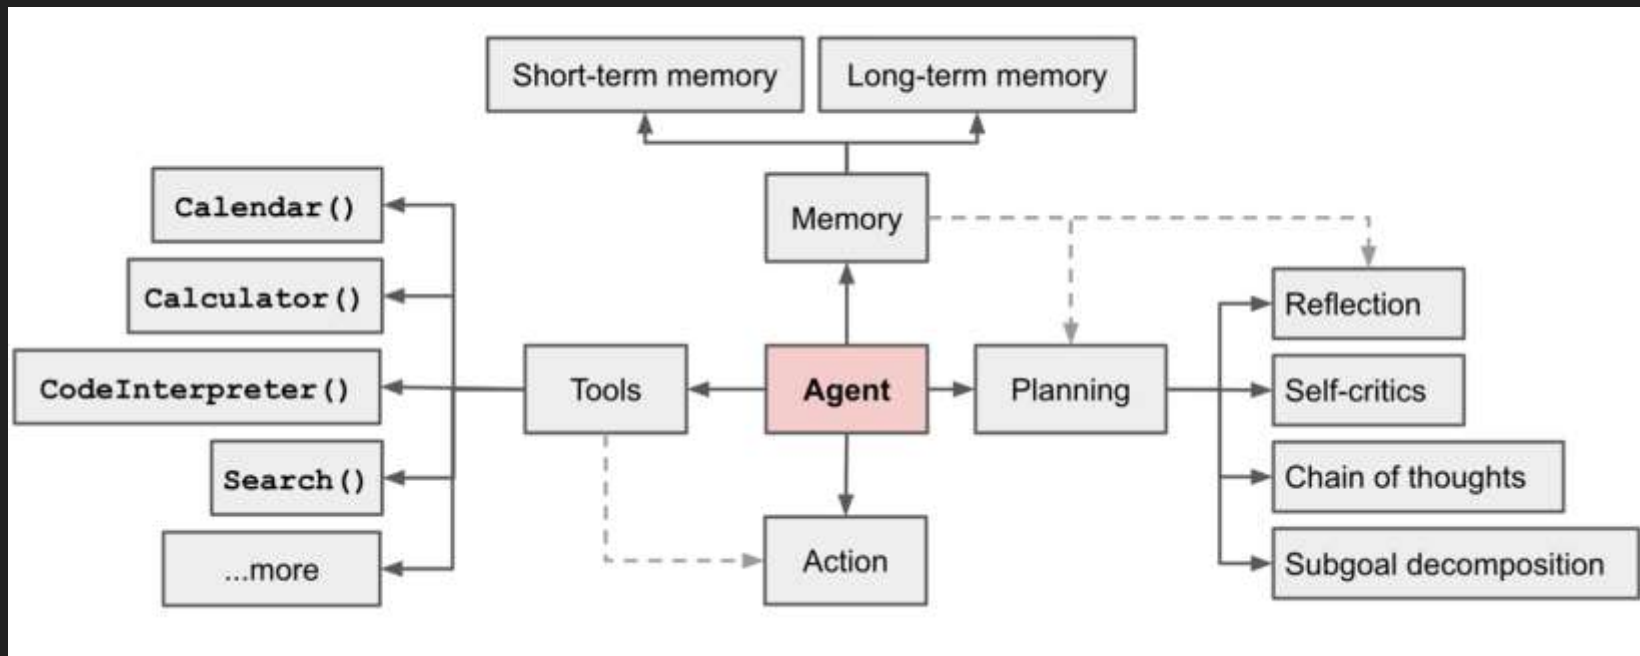 Short-term memory
Long-term memory
Calendar()
Memory
Calculator()
Reflection
CodeInterpreter()
Tools
Agent
Planning
Self-critics
Search()
Chain of thoughts
...more
Action
Subgoal decomposition